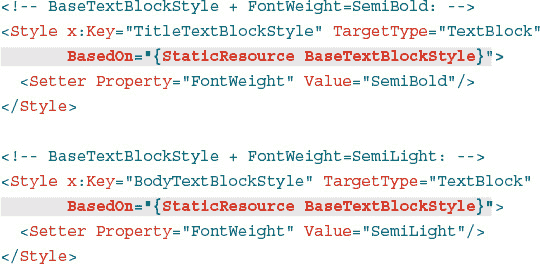 <!-- BaseTextBlockStyle + FontWeight=SemiBold: -->
<Style x:Key="TitleTextBlockStyle" TargetType="TextBlock"
       BasedOn="{StaticResource BaseTextBlockStyle}">
  <Setter Property="FontWeight" Value="SemiBold"/>
</Style>

<!-- BaseTextBlockStyle + FontWeight=SemiLight: -->
<Style x:Key="BodyTextBlockStyle" TargetType="TextBlock"
       BasedOn="{StaticResource BaseTextBlockStyle}">
  <Setter Property="FontWeight" Value="SemiLight"/>
</Style>